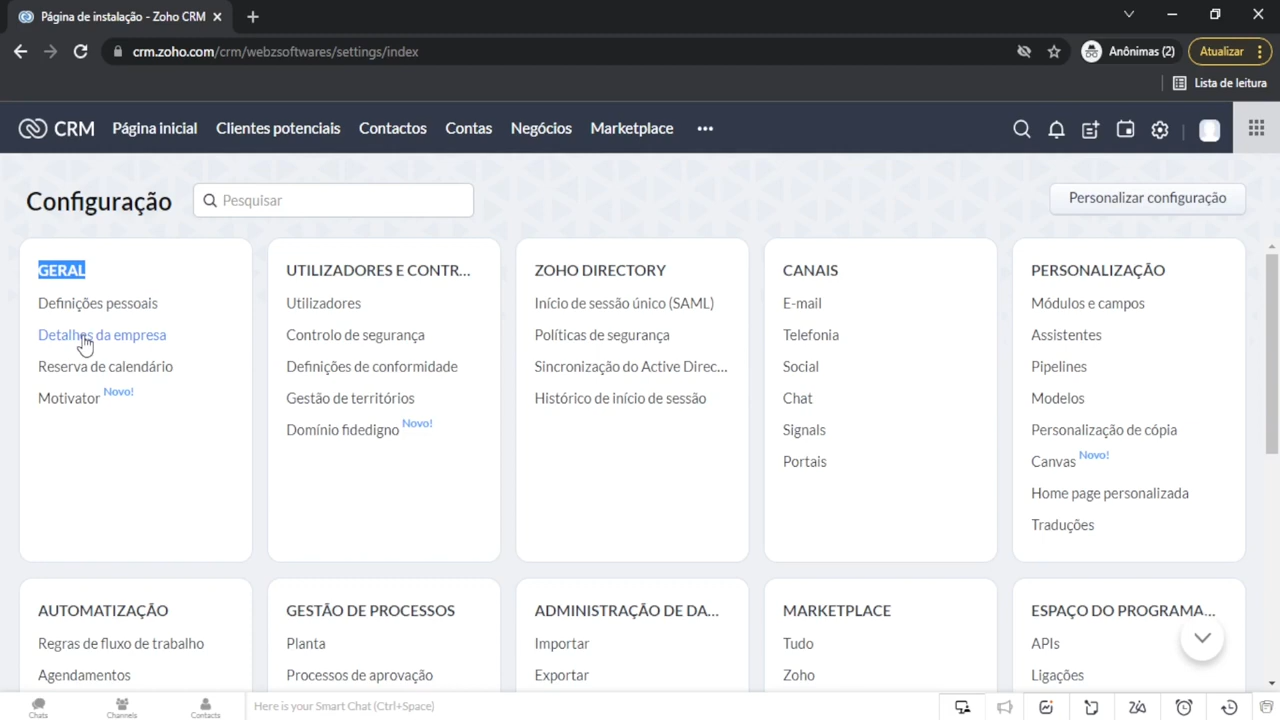 Página de instalação - Zoho CRM
crm.zoho.com/crm/webzsoftwares/settings/index
Anônimas (2)
Atualizar
Lista de leitura
CRM
Página inicial
Clientes potenciais
Contactos
Contas
Negócios
Marketplace
Configuração
Pesquisar
Personalizar configuração
GERAL
Definições pessoais
Detalhes da empresa
Reserva de calendário
Motivator Novo!
UTILIZADORES E CONTR...
Utilizadores
Controlo de segurança
Definições de conformidade
Gestão de territórios
Domínio fidedigno Novo!
ZOHO DIRECTORY
Início de sessão único (SAML)
Políticas de segurança
Sincronização do Active Direc...
Histórico de início de sessão
CANAIS
E-mail
Telefonia
Social
Chat
Signals
Portais
PERSONALIZAÇÃO
Módulos e campos
Assistentes
Pipelines
Modelos
Personalização de cópia
Canvas Novo!
Home page personalizada
Traduções
AUTOMATIZAÇÃO
Regras de fluxo de trabalho
Agendamentos
GESTÃO DE PROCESSOS
Planta
Processos de aprovação
ADMINISTRAÇÃO DE DA...
Importar
Exportar
MARKETPLACE
Tudo
Zoho
ESPAÇO DO PROGRAMA...
APIs
Ligações
Chats
Channels
Contacts
Here is your Smart Chat (Ctrl+Space)